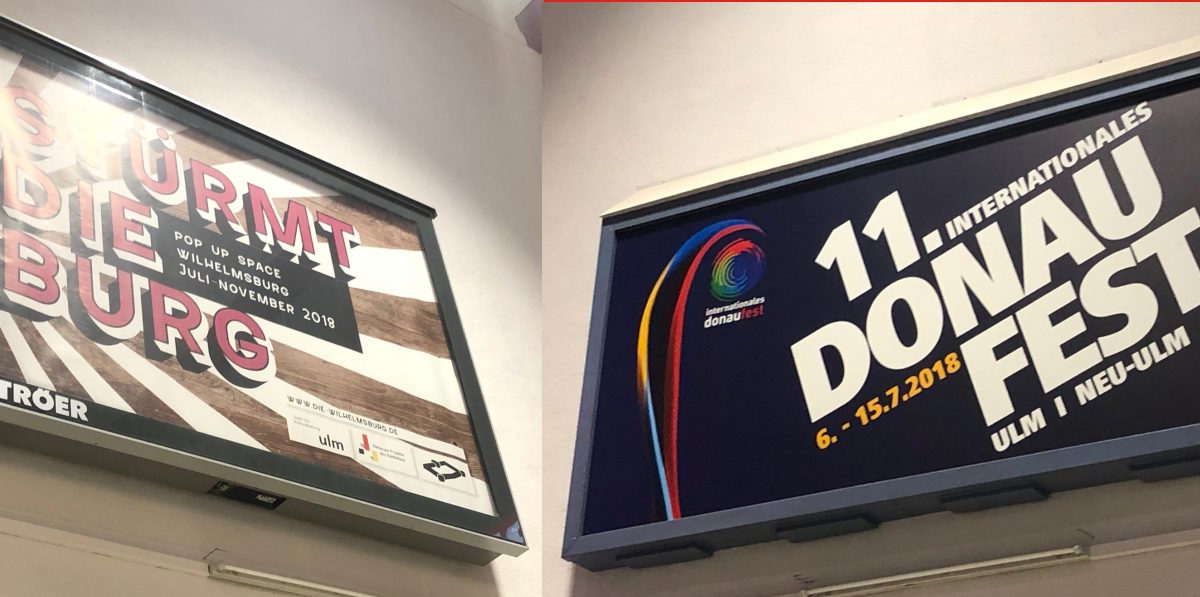 STÜRMT
DIE
BURG
POP UP SPACE
WILHELMSBURG
JULI-NOVEMBER 2018
WWW.DIE-WILHELMSBURG.DE
ulm
TRÖER
11. INTERNATIONALES
DONAU
FEST
6. - 15.7.2018
ULM I NEU-ULM
internationales
donaufest